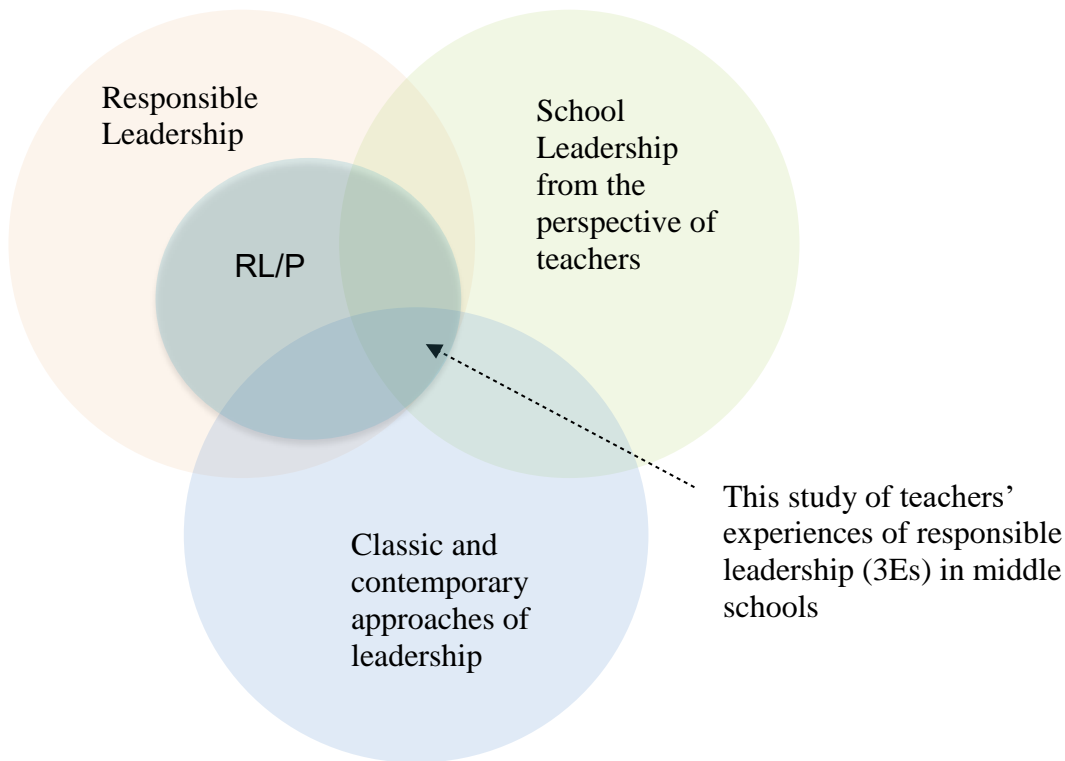 Responsible
Leadership
School
Leadership
from the
perspective of
teachers
RL/P
Classic and
contemporary
approaches of
leadership
This study of teachers’
experiences of responsible
leadership (3Es) in middle
schools